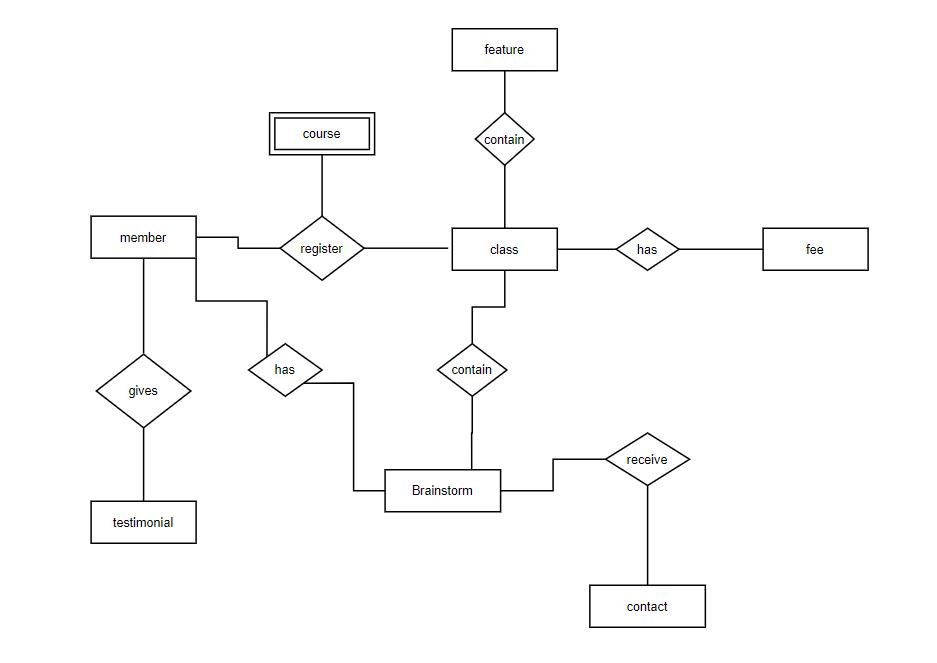 feature
contain
course
member
register
class
has
fee
has
contain
gives
receive
Brainstorm
testimonial
contact